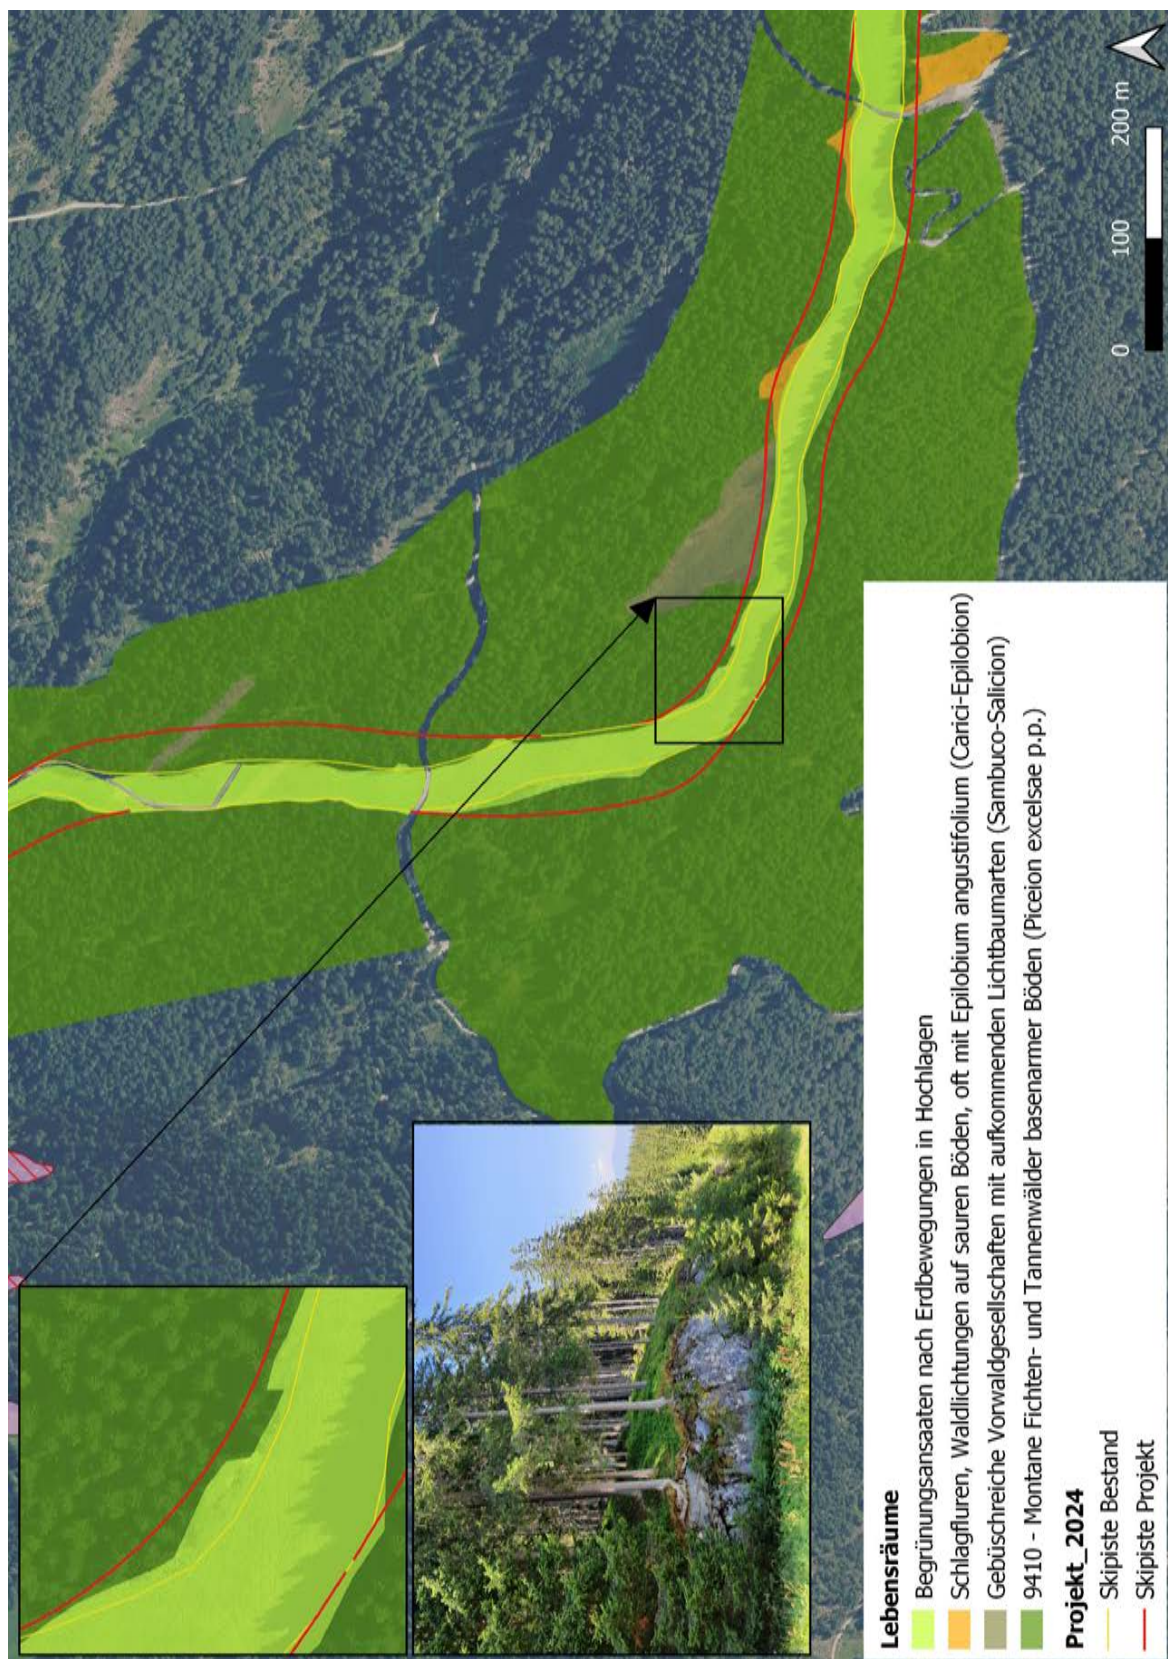 0 100 200 m
Lebensräume
Begrünungsansaaten nach Erdbewegungen in Hochlagen
Schlagfluren, Waldlichtungen auf sauren Böden, oft mit Epilobium angustifolium (Carici-Epilobion)
Gebüschreiche Vorwaldgesellschaften mit aufkommenden Lichtbaumarten (Sambuco-Salicion)
9410 - Montane Fichten- und Tannenwälder basenarmer Böden (Piceion excelsae p.p.)
Projekt_2024
Skipiste Bestand
Skipiste Projekt